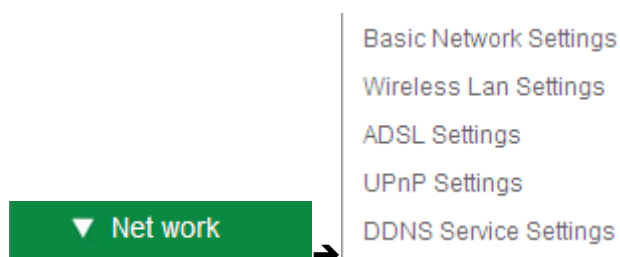 Basic Network Settings
Wireless Lan Settings
ADSL Settings
UPnP Settings
DDNS Service Settings
▼ Net work ➔